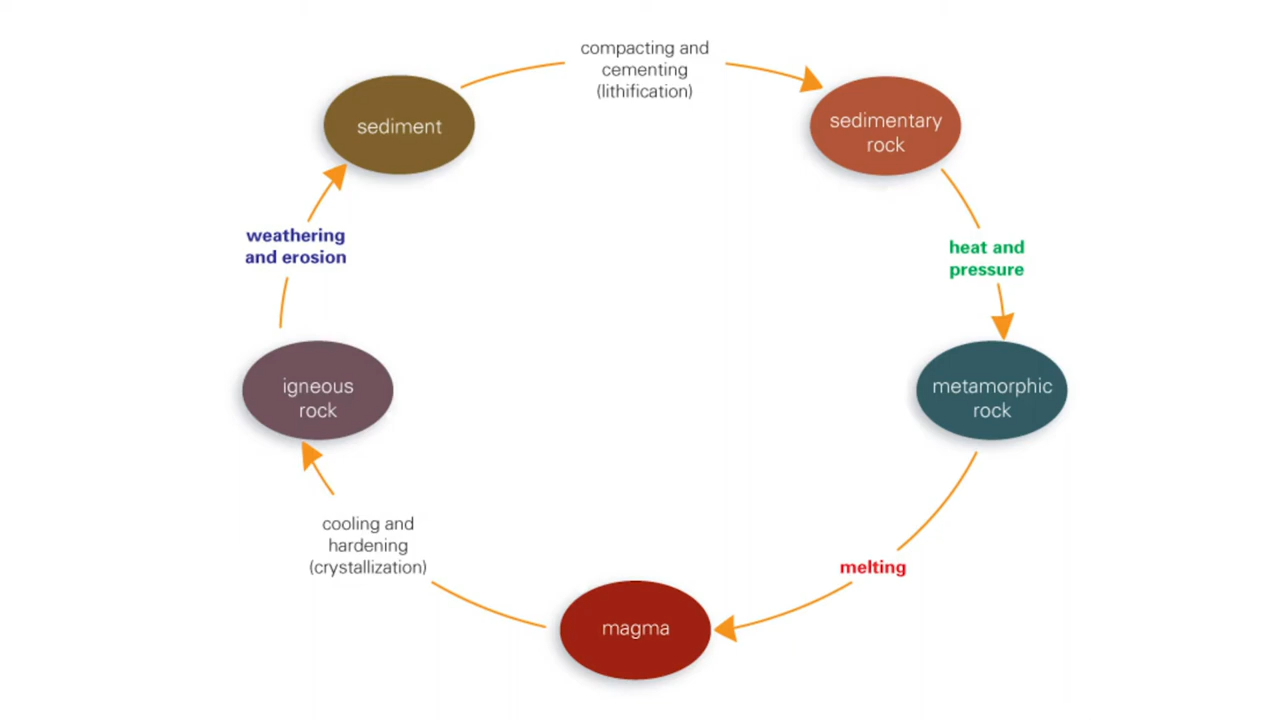 compacting and
cementing
(lithification)
sediment
sedimentary
rock
weathering
and erosion
heat and
pressure
igneous
rock
metamorphic
rock
cooling and
hardening
(crystallization)
melting
magma